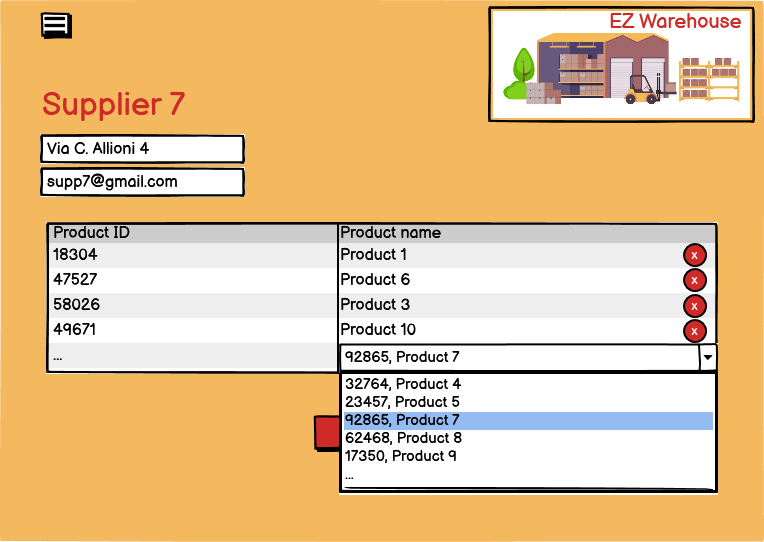 EZ Warehouse
Supplier 7
Via C. Allioni 4
supp7@gmail.com
Product ID Product name
18304 Product 1 x
47527 Product 6 x
58026 Product 3 x
49671 Product 10 x
... 92865, Product 7
32764, Product 4
23457, Product 5
92865, Product 7
62468, Product 8
17350, Product 9
...